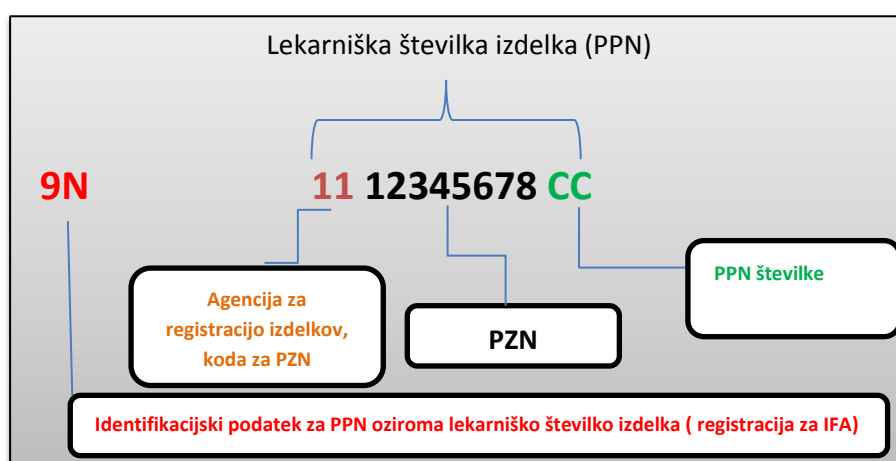 Lekarniška številka izdelka (PPN)
9N 11 12345678 CC
Agencija za
registracijo izdelkov,
koda za PZN
PZN
PPN številke
Identifikacijski podatek za PPN oziroma lekarniško številko izdelka ( registracija za IFA)